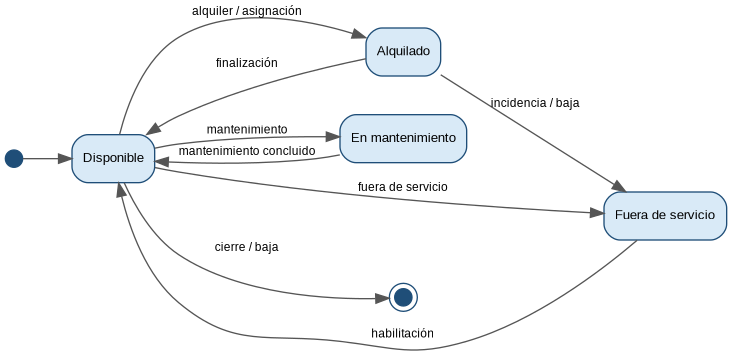 alquiler / asignación
Alquilado
finalización
incidencia / baja
mantenimiento
En mantenimiento
mantenimiento concluido
Disponible
fuera de servicio
Fuera de servicio
cierre / baja
habilitación